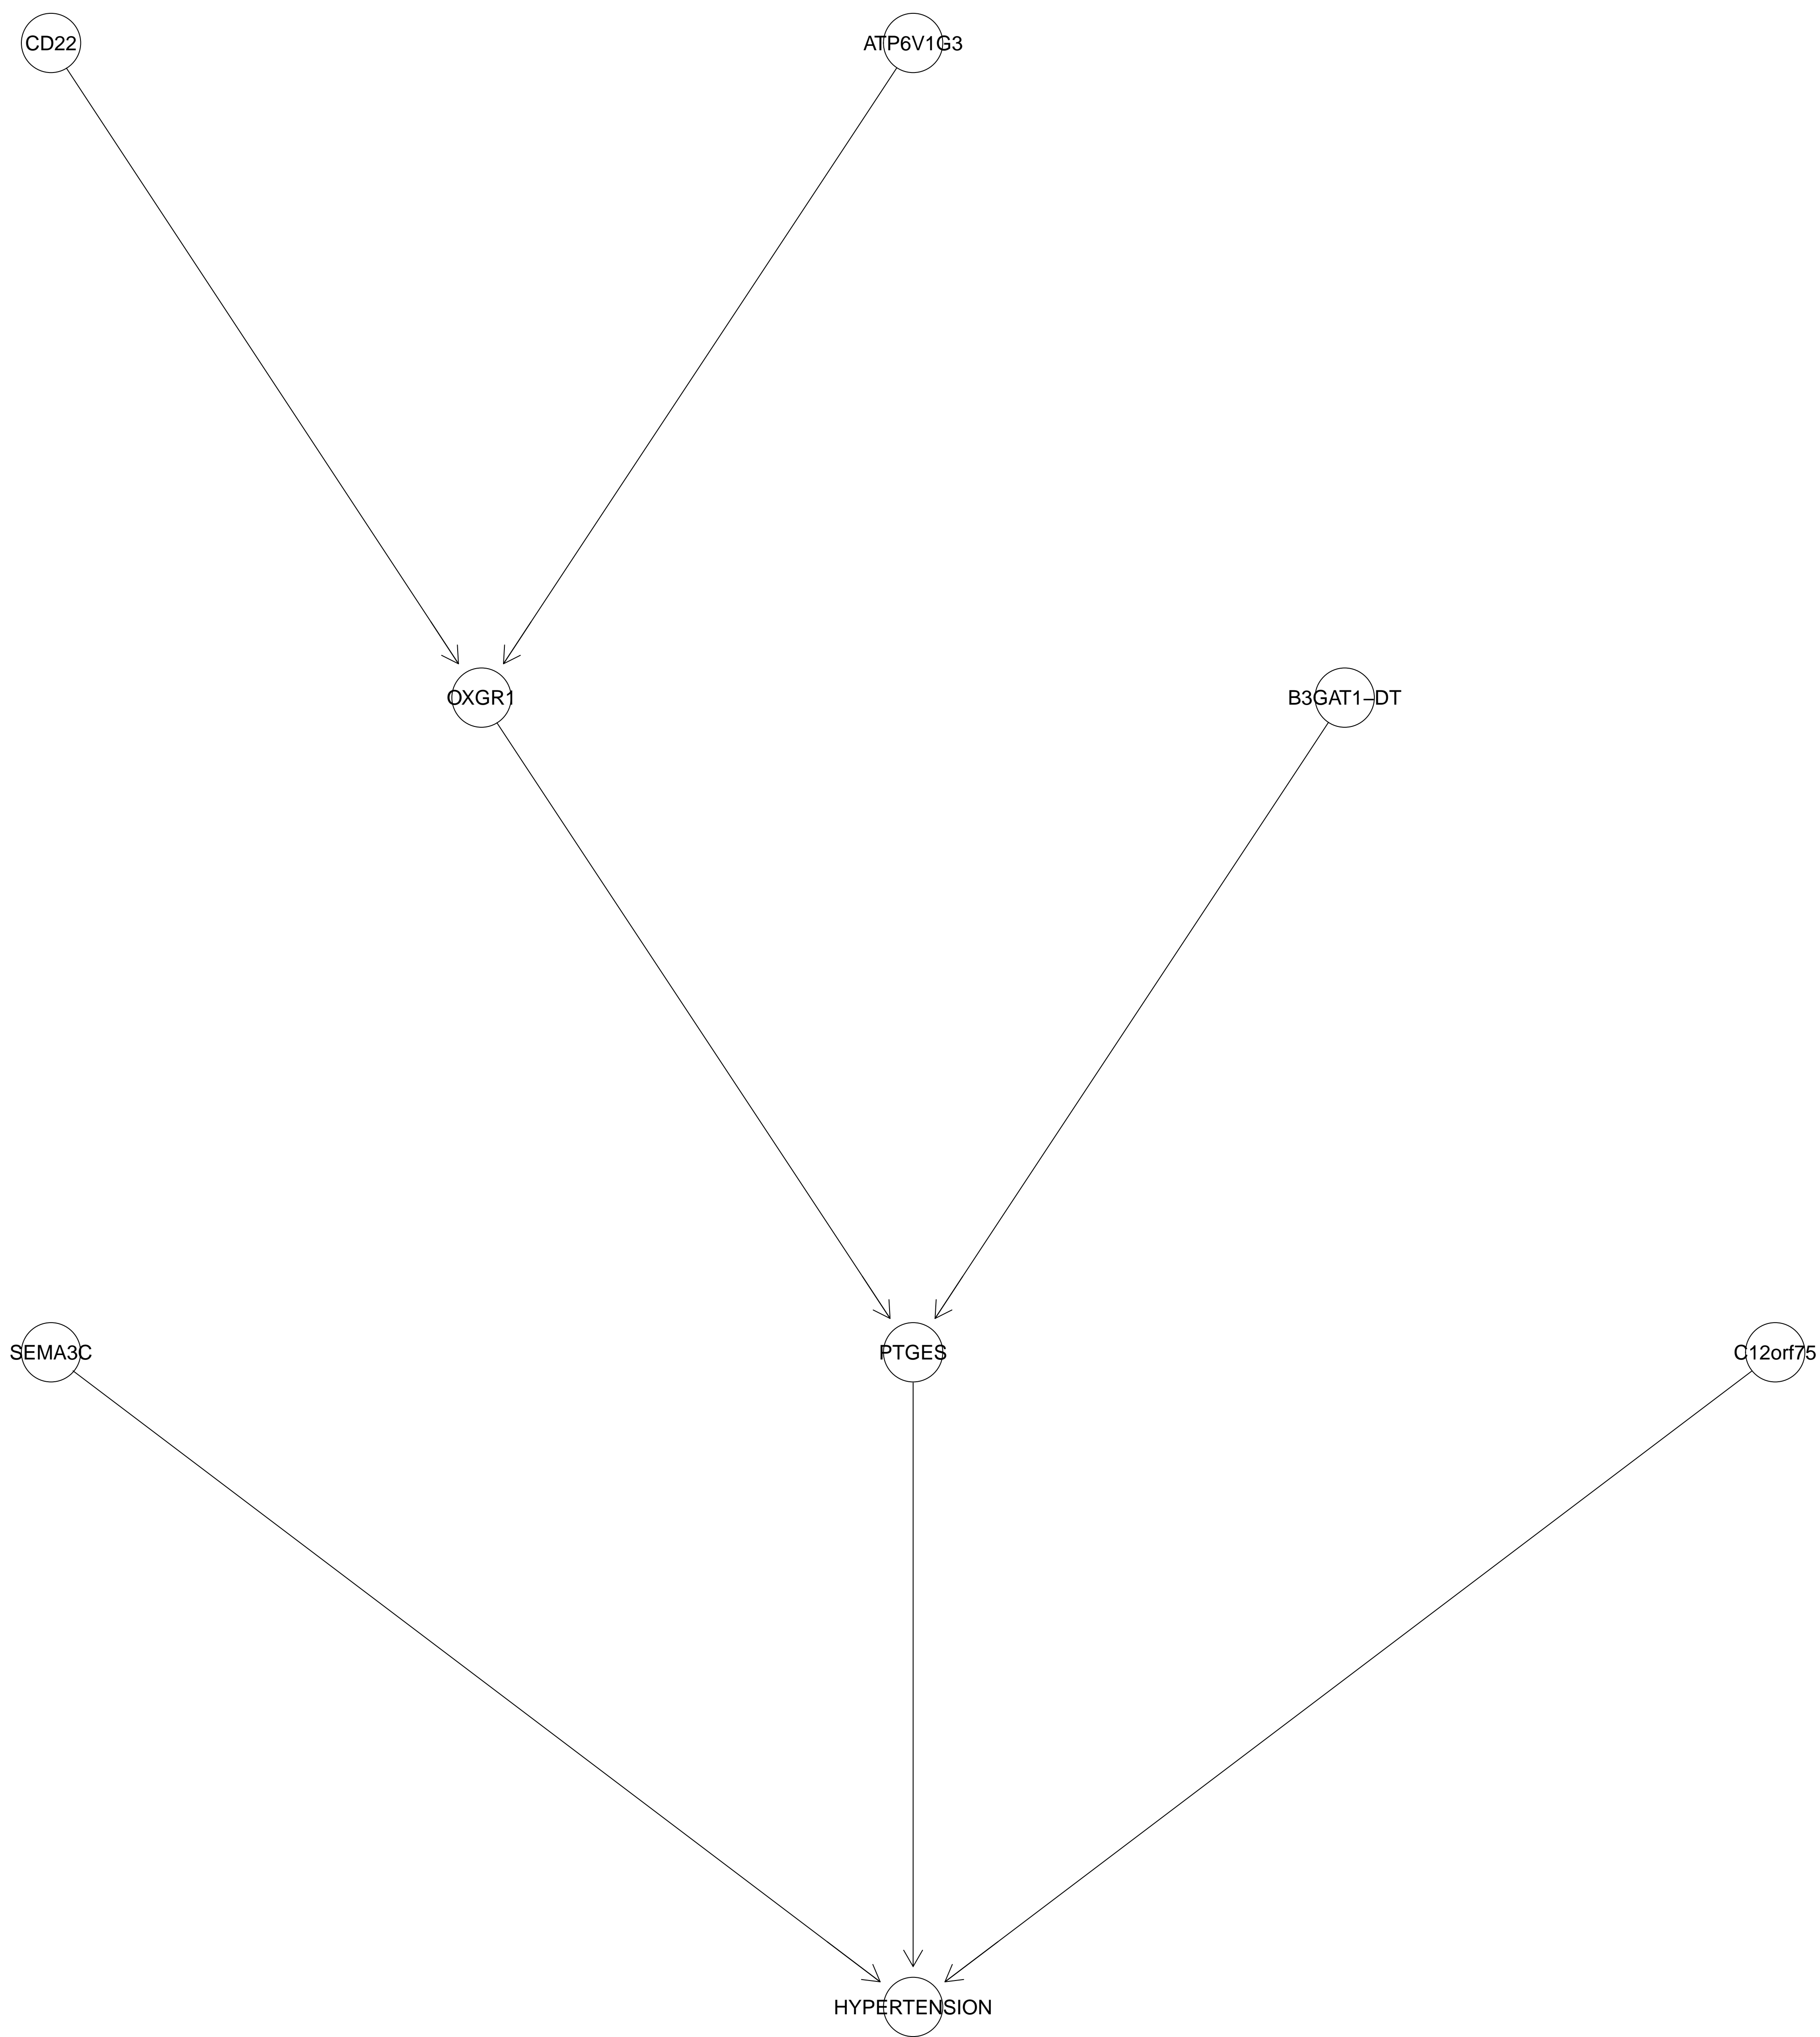 CD22
ATP6V1G3
OXGR1
B3GAT1–DT
SEMA3C
PTGES
C12orf75
HYPERTENSION